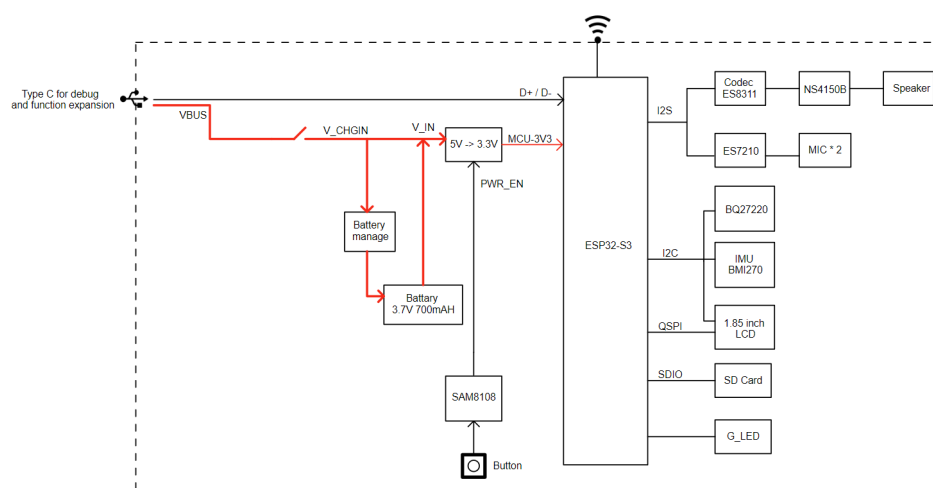 Type C for debug
and function expansion
VBUS
V_CHGIN
V_IN
D+ / D-
5V -> 3.3V
MCU-3V3
PWR_EN
Battery
manage
Battary
3.7V 700mAH
SAM8108
Button
ESP32-S3
I2S
Codec
ES8311
NS4150B
Speaker
ES7210
MIC * 2
I2C
BQ27220
IMU
BMI270
QSPI
1.85 inch
LCD
SDIO
SD Card
G_LED